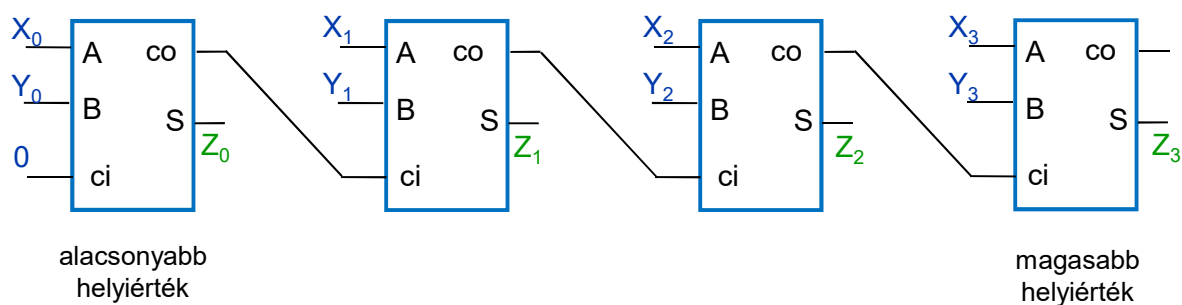 X₀ A co X₁ A co X₂ A co X₃ A co
Y₀ B Y₁ B Y₂ B Y₃ B
S S S S
Z₀ Z₁ Z₂ Z₃
0 ci ci ci ci
alacsonyabb magasabb
helyiérték helyiérték